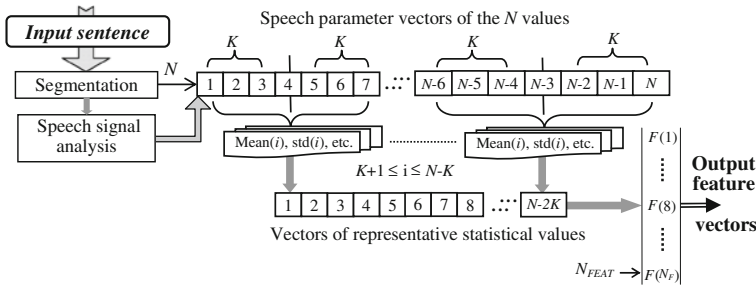 Speech parameter vectors of the N values
Input sentence
K K K K
Segmentation N 1 2 3 4 5 6 7 N-6 N-5 N-4 N-3 N-2 N-1 N
Speech signal
analysis
Mean(i), std(i), etc. Mean(i), std(i), etc.
K+1 ≤ i ≤ N-K
1 2 3 4 5 6 7 8 N-2K
Vectors of representative statistical values
F(1)
F(8)
N_FEAT F(N_F)
Output
feature
vectors